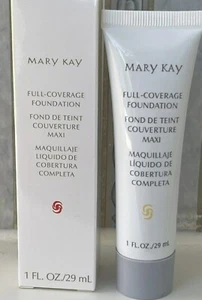 MARY KAY
FULL-COVERAGE
FOUNDATION
FOND DE TEINT
COUVERTURE
MAXI
MAQUILLAJE
LÍQUIDO DE
COBERTURA
COMPLETA
1 FL. OZ./29 mL
MARY KAY
FULL-COVERAGE
FOUNDATION
FOND DE TEINT
COUVERTURE
MAXI
MAQUILLAJE
LÍQUIDO DE
COBERTURA
COMPLETA
1 FL. OZ./29 mL